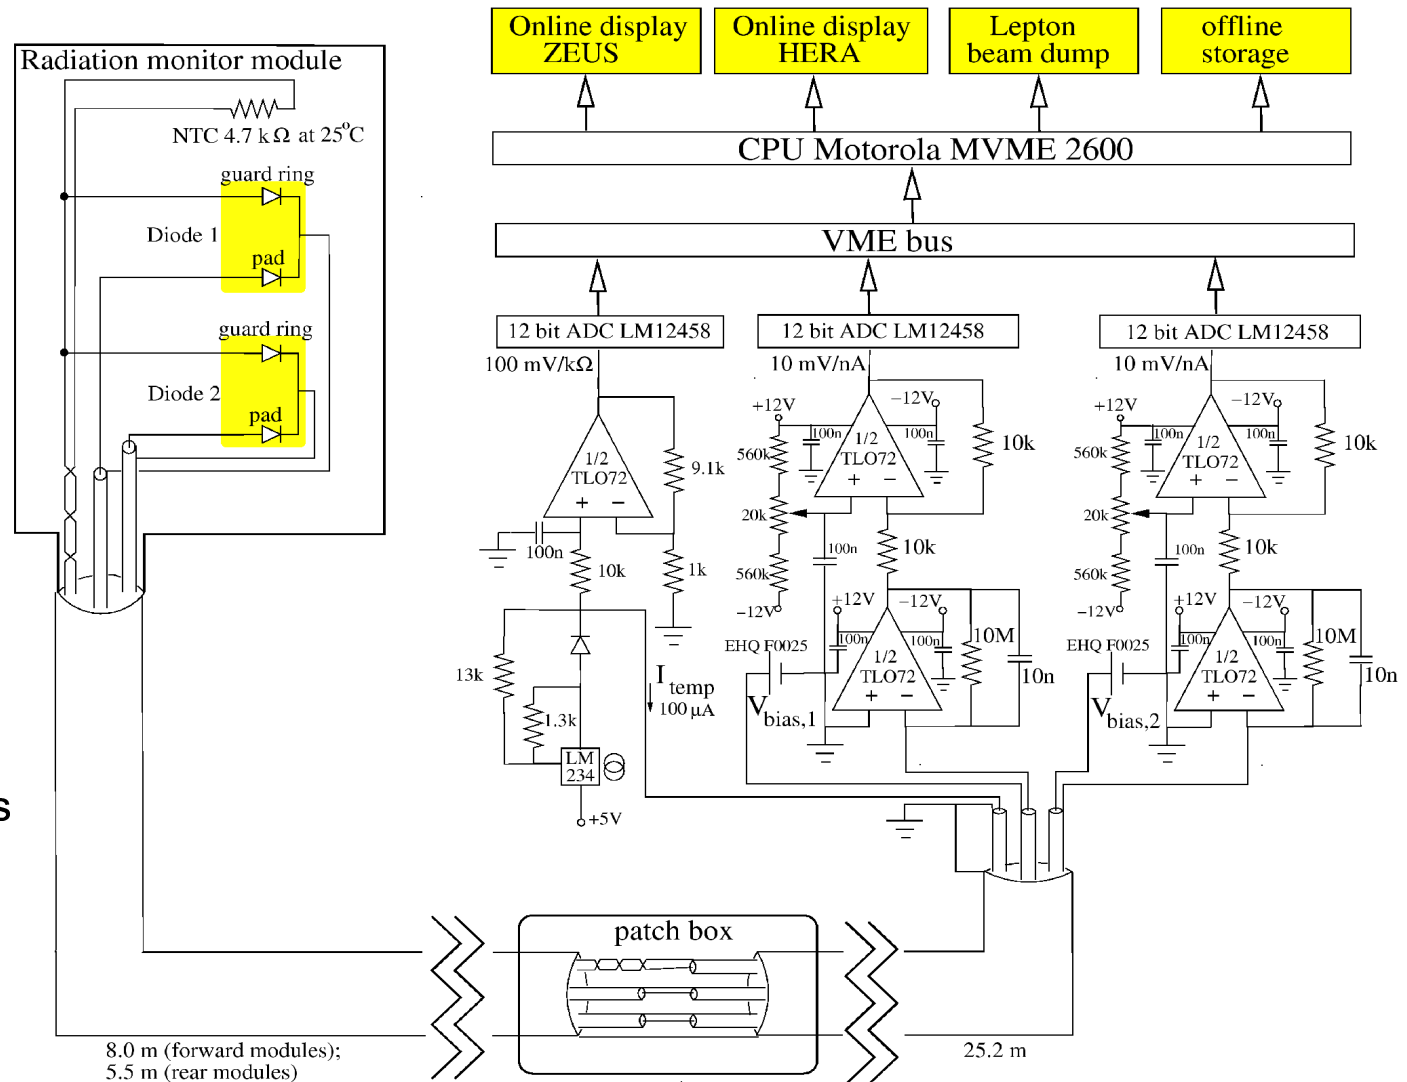 Online display
ZEUS
Online display
HERA
Lepton
beam dump
offline
storage
Radiation monitor module
NTC 4.7 kΩ at 25°C
CPU Motorola MVME 2600
guard ring
Diode 1
pad
VME bus
guard ring
Diode 2
pad
12 bit ADC LM12458
12 bit ADC LM12458
12 bit ADC LM12458
100 mV/kΩ
10 mV/nA
10 mV/nA
+12V
−12V
100n
100n
1/2
TLO72
+ −
560k
20k
560k
−12V
10k
+12V
−12V
100n
100n
1/2
TLO72
+ −
560k
20k
560k
−12V
10k
1/2
TLO72
+ −
9.1k
100n
10k
1k
100n
10k
100n
10k
+12V
−12V
100n
100n
1/2
TLO72
+ −
10M
10n
EHQ F0025
Vbias,1
+12V
−12V
100n
100n
1/2
TLO72
+ −
10M
10n
EHQ F0025
Vbias,2
13k
1.3k
Itemp
100 μA
LM
234
+5V
s
patch box
8.0 m (forward modules);
5.5 m (rear modules)
25.2 m